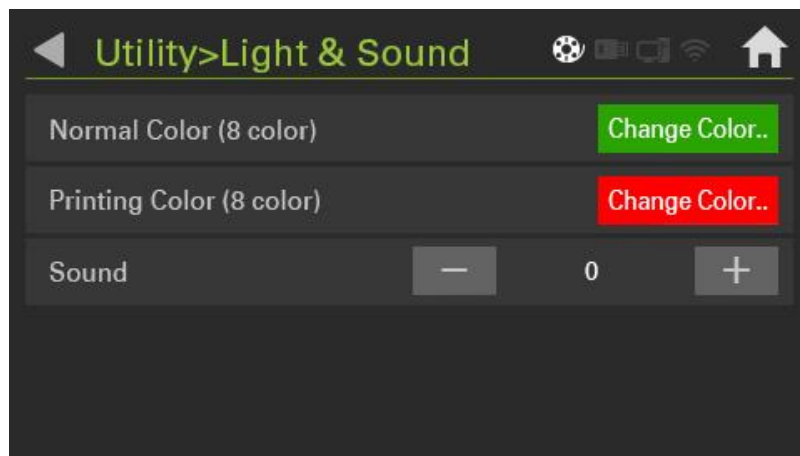 Utility>Light & Sound
Normal Color (8 color) Change Color..
Printing Color (8 color) Change Color..
Sound — 0 +